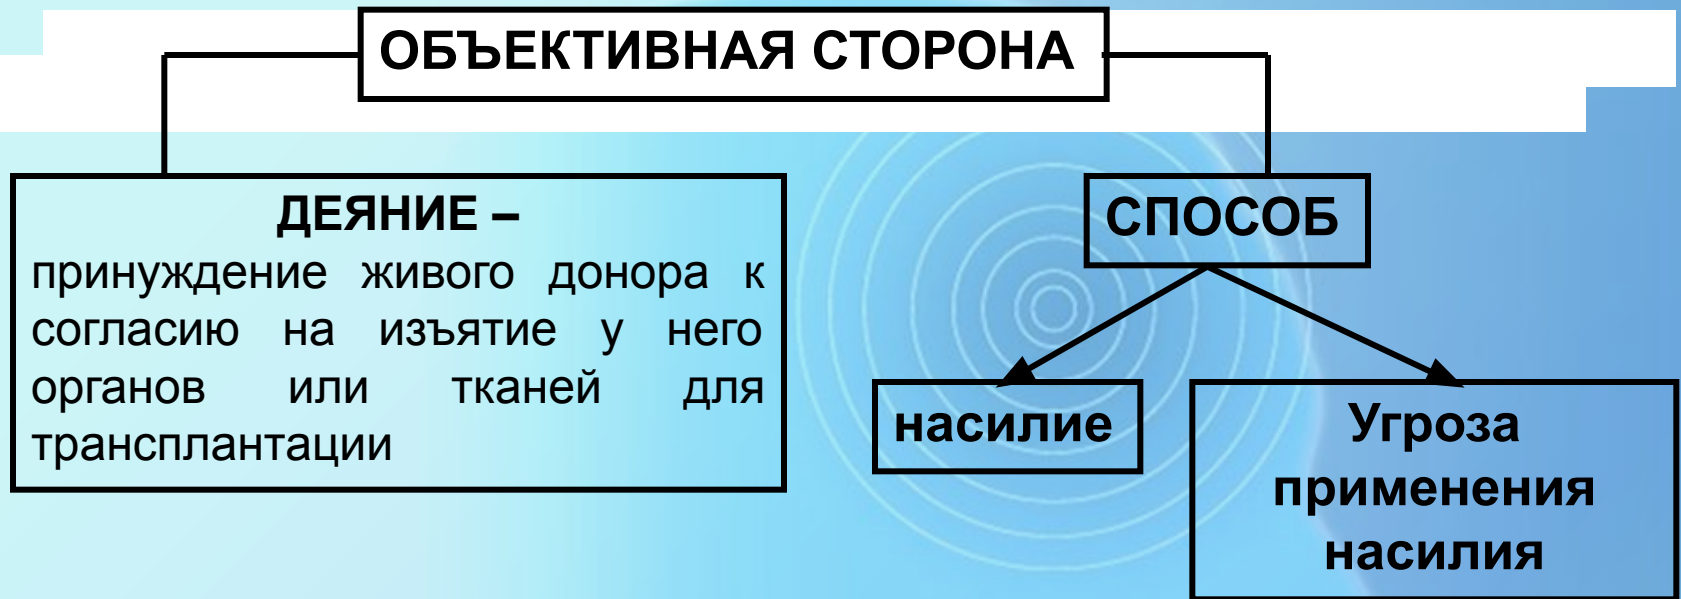 ОБЪЕКТИВНАЯ СТОРОНА
ДЕЯНИЕ –
принуждение живого донора к
согласию на изъятие у него
органов или тканей для
трансплантации
СПОСОБ
насилие
Угроза
применения
насилия